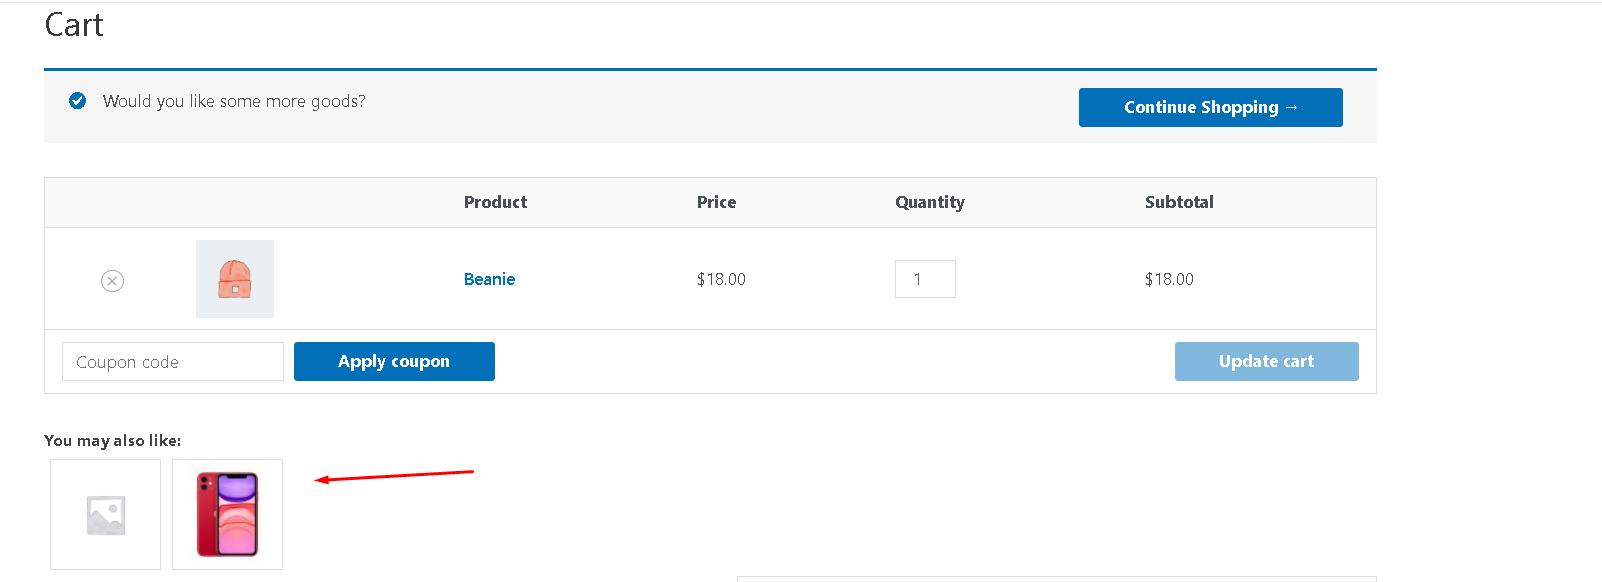 Cart
Would you like some more goods?
Continue Shopping →
Product Price Quantity Subtotal
Beanie $18.00 1 $18.00
Coupon code Apply coupon Update cart
You may also like: